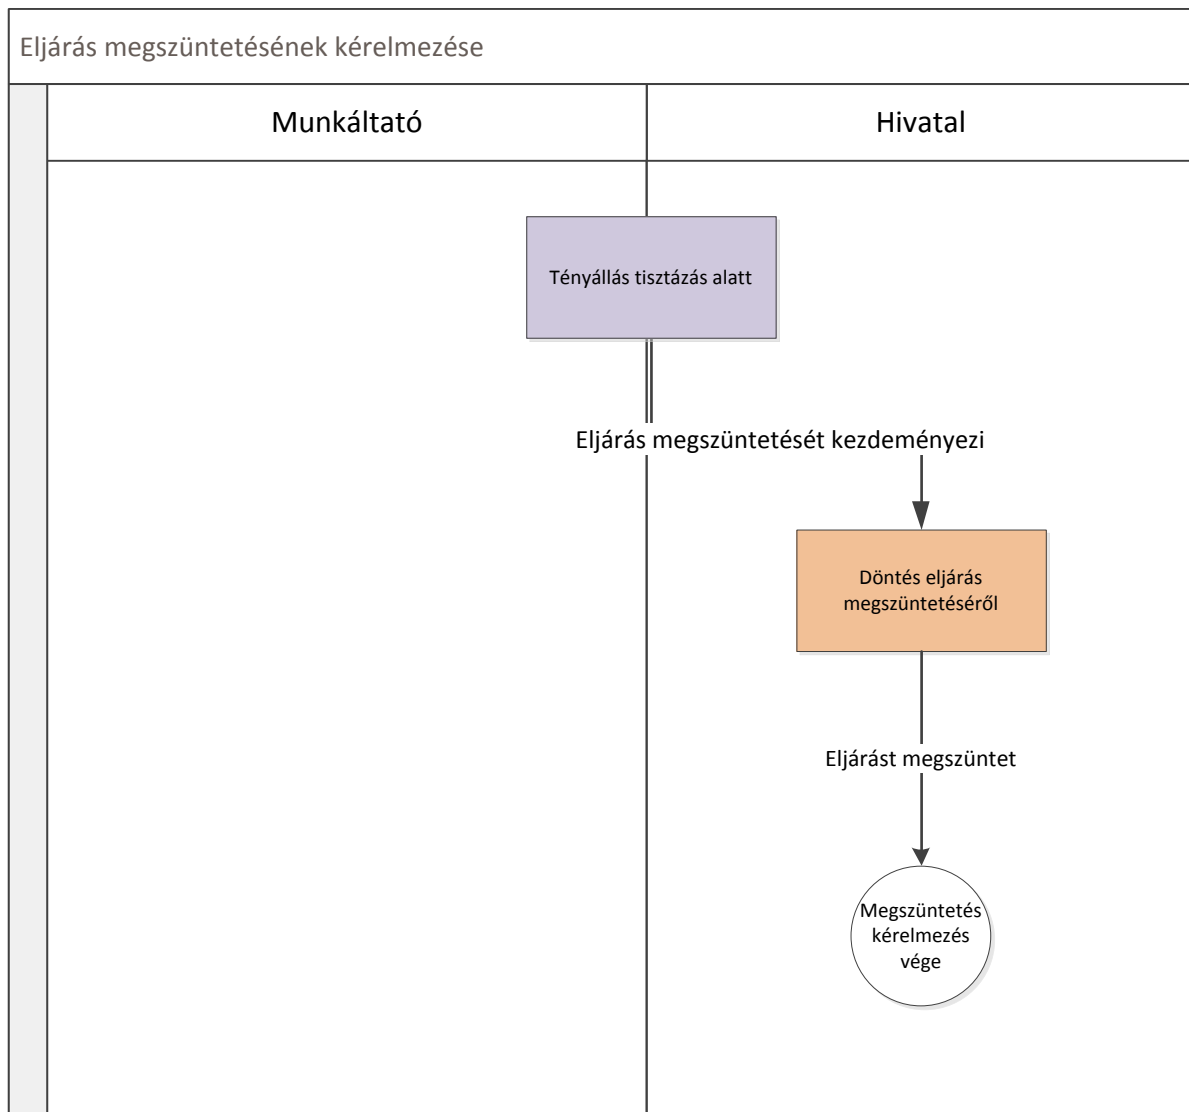 Eljárás megszüntetésének kérelmezése
Munkáltató
Hivatal
Tényállás tisztázás alatt
Eljárás megszüntetését kezdeményezi
Döntés eljárás
megszüntetéséről
Eljárást megszüntet
Megszüntetés
kérelmezés
vége